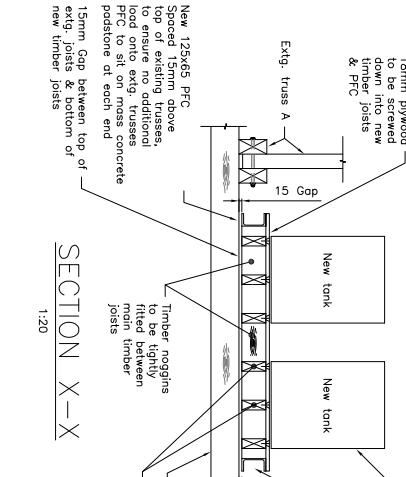 18mm plywood
to be screwed
down into new
timber joists
& PFC
Extg. truss A
New 125x65 PFC
Spaced 15mm above
top of existing trusses,
to ensure no additional
load onto extg. trusses
PFC to sit on mass concrete
padstone at each end
15mm Gap between top of
extg. joists & bottom of
new timber joists
15 Gap
New tank
New tank
Timber noggins
to be tightly
fitted between
main timber
joists
SECTION X-X
1:20